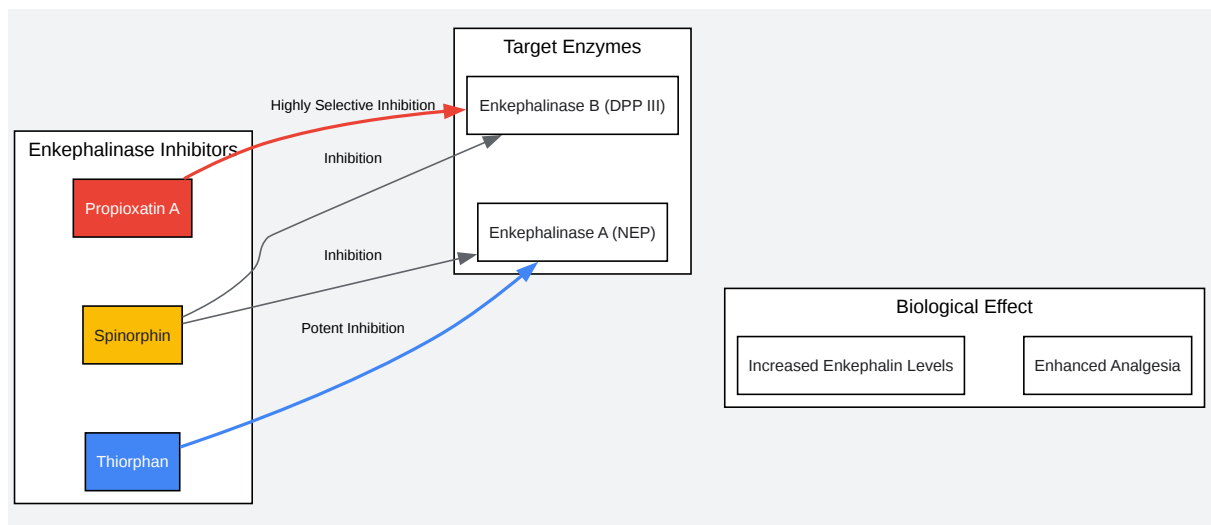 Target Enzymes
Enkephalinase B (DPP III)
Highly Selective Inhibition
Enkephalinase Inhibitors
Inhibition
Propioxatin A
Enkephalinase A (NEP)
Inhibition
Spinorphin
Potent Inhibition
Thiorphan
Biological Effect
Increased Enkephalin Levels
Enhanced Analgesia